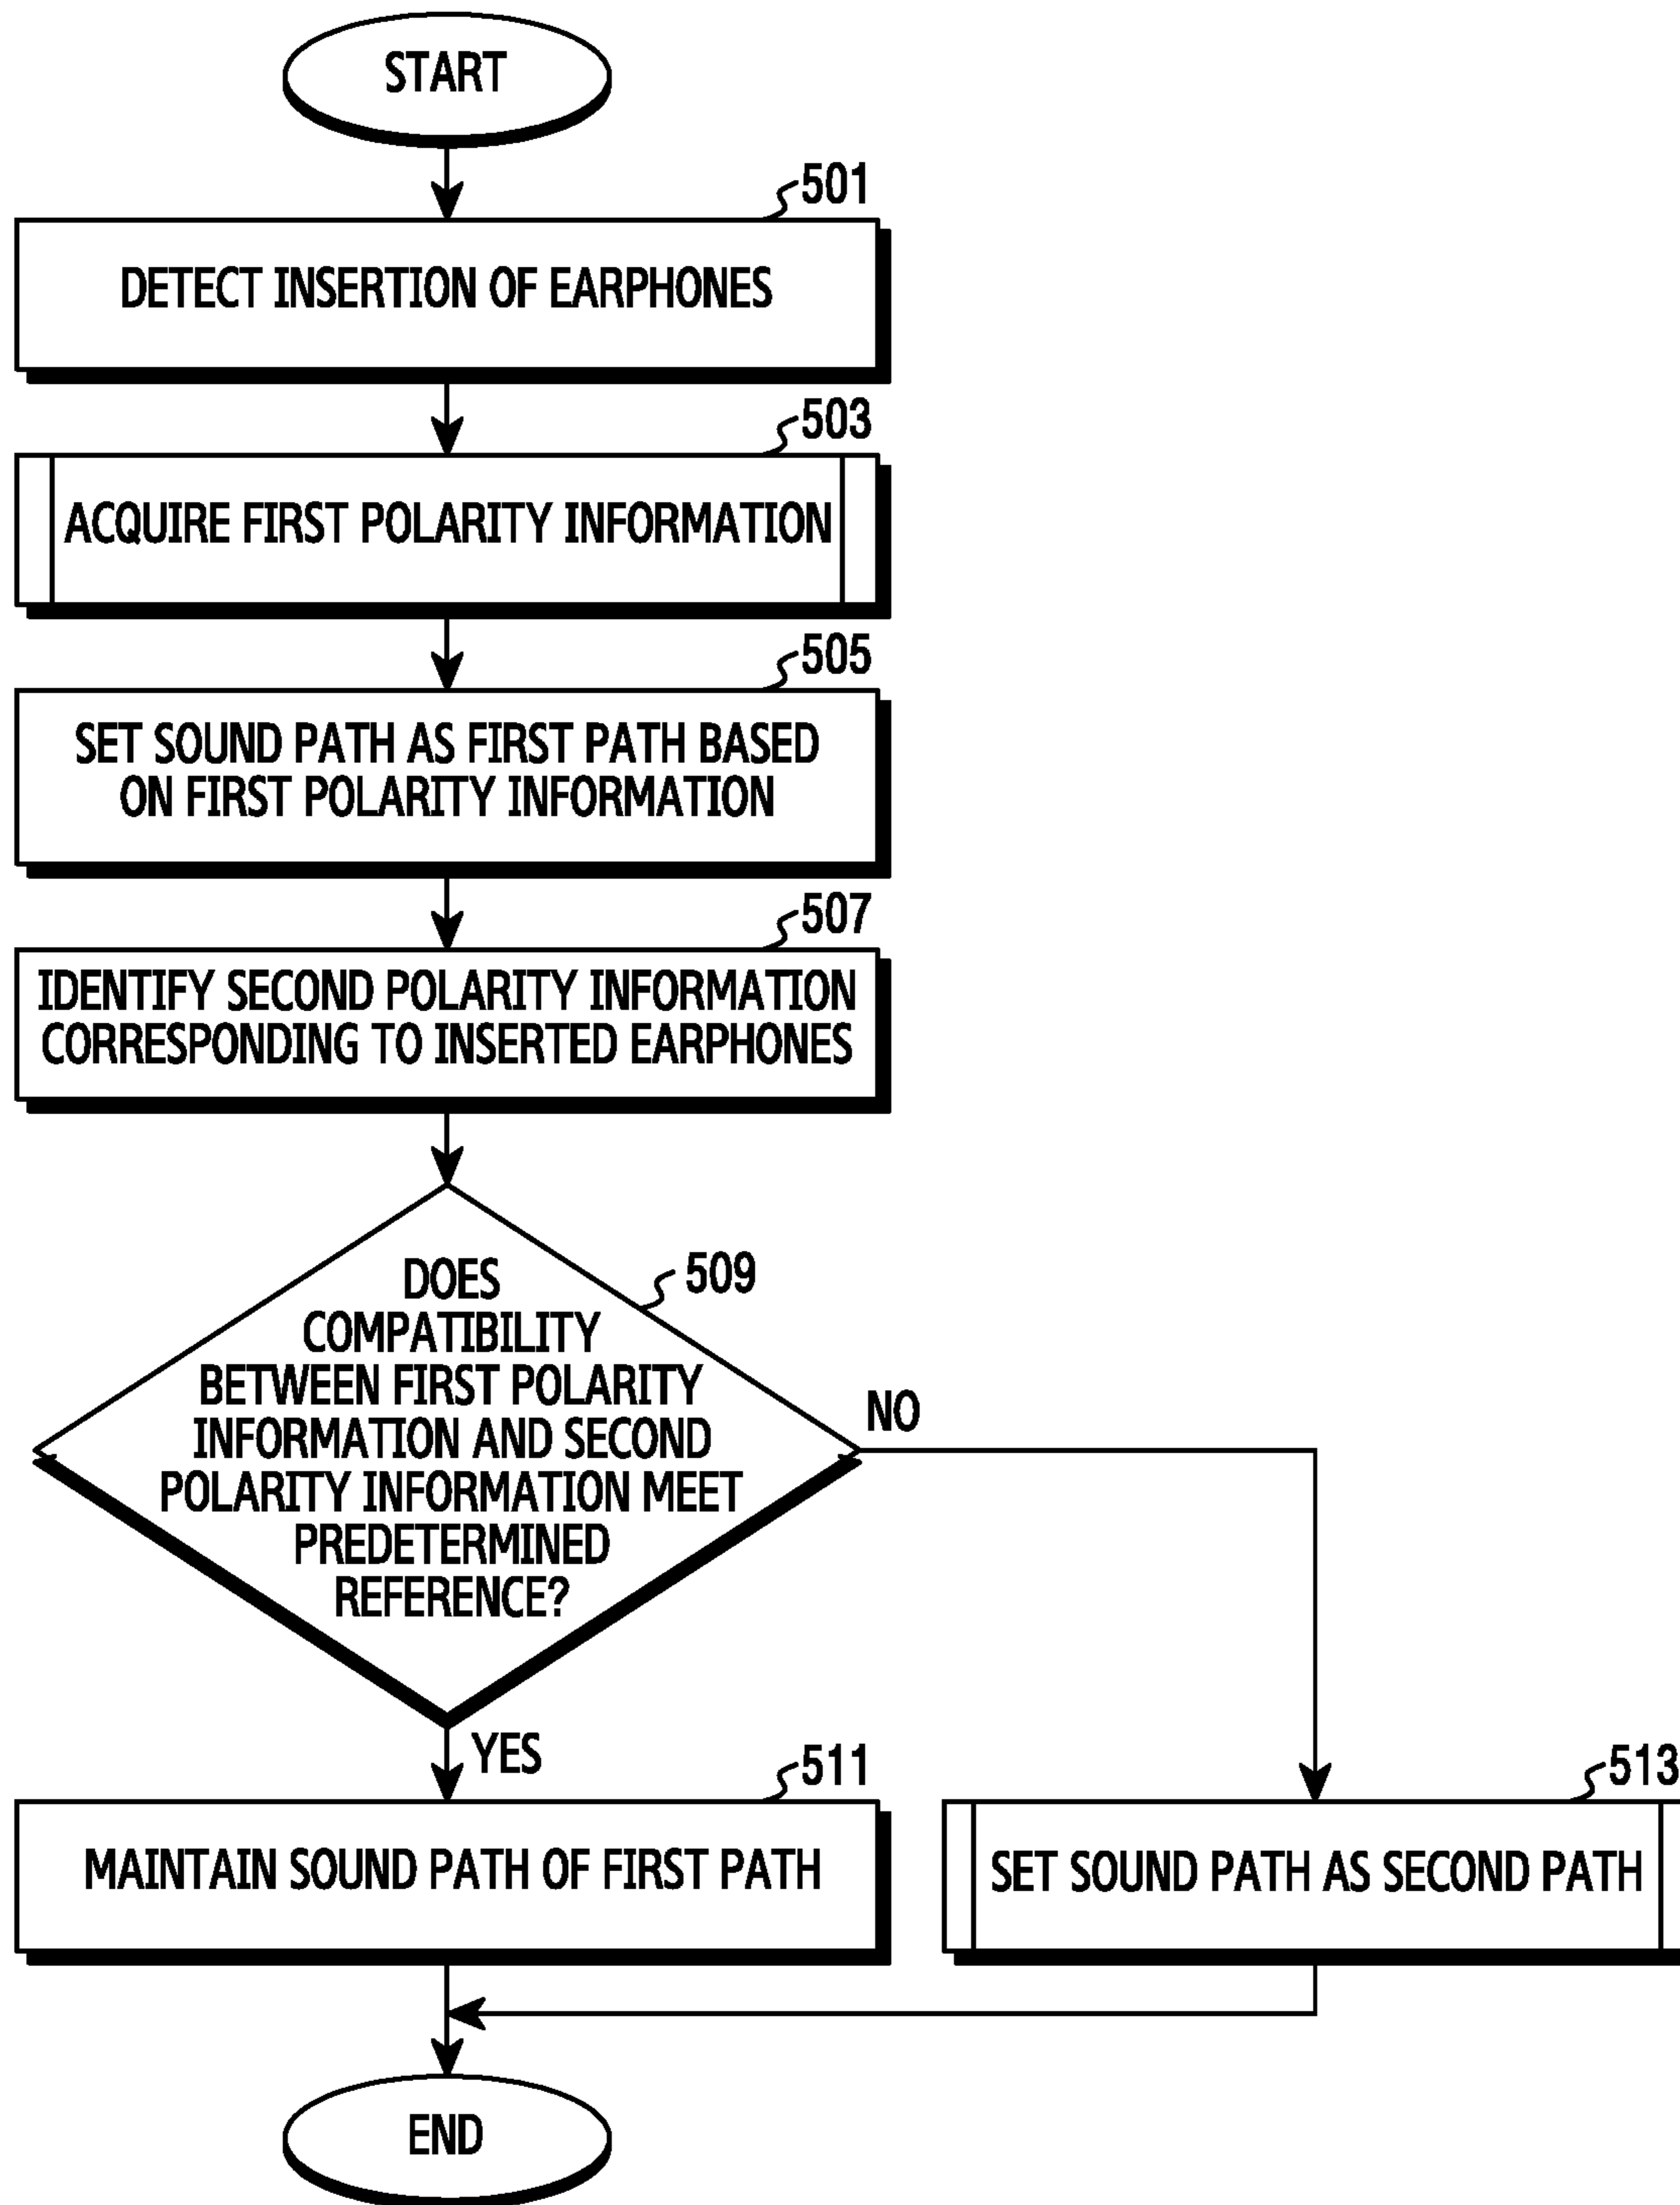 START
501
DETECT INSERTION OF EARPHONES
503
ACQUIRE FIRST POLARITY INFORMATION
505
SET SOUND PATH AS FIRST PATH BASED
ON FIRST POLARITY INFORMATION
507
IDENTIFY SECOND POLARITY INFORMATION
CORRESPONDING TO INSERTED EARPHONES
509
DOES
COMPATIBILITY
BETWEEN FIRST POLARITY
INFORMATION AND SECOND
POLARITY INFORMATION MEET
PREDETERMINED
REFERENCE?
NO
YES
511
MAINTAIN SOUND PATH OF FIRST PATH
513
SET SOUND PATH AS SECOND PATH
END